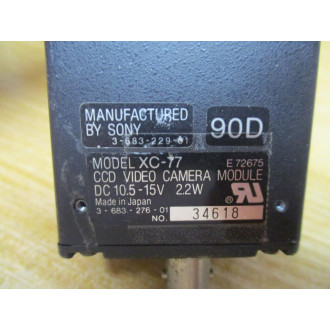 MANUFACTURED
BY SONY
3-683-229-01
90D
MODEL XC-77
E 72675
CCD VIDEO CAMERA MODULE
DC 10.5-15V 2.2W
Made in Japan
3-683-276-01
NO. 34618